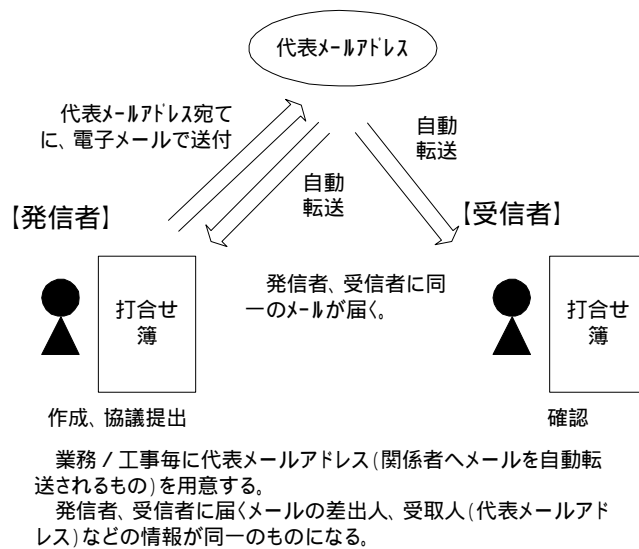 代表メールアドレス
代表メールアドレス宛て
に、電子メールで送付
自動
転送
自動
転送
【発信者】
【受信者】
発信者、受信者に同
一のメールが届く。
打合せ
簿
打合せ
簿
作成、協議提出
確認
業務/工事毎に代表メールアドレス(関係者へメールを自動転
送されるもの)を用意する。
発信者、受信者に届くメールの差出人、受取人(代表メールアド
レス)などの情報が同一のものになる。